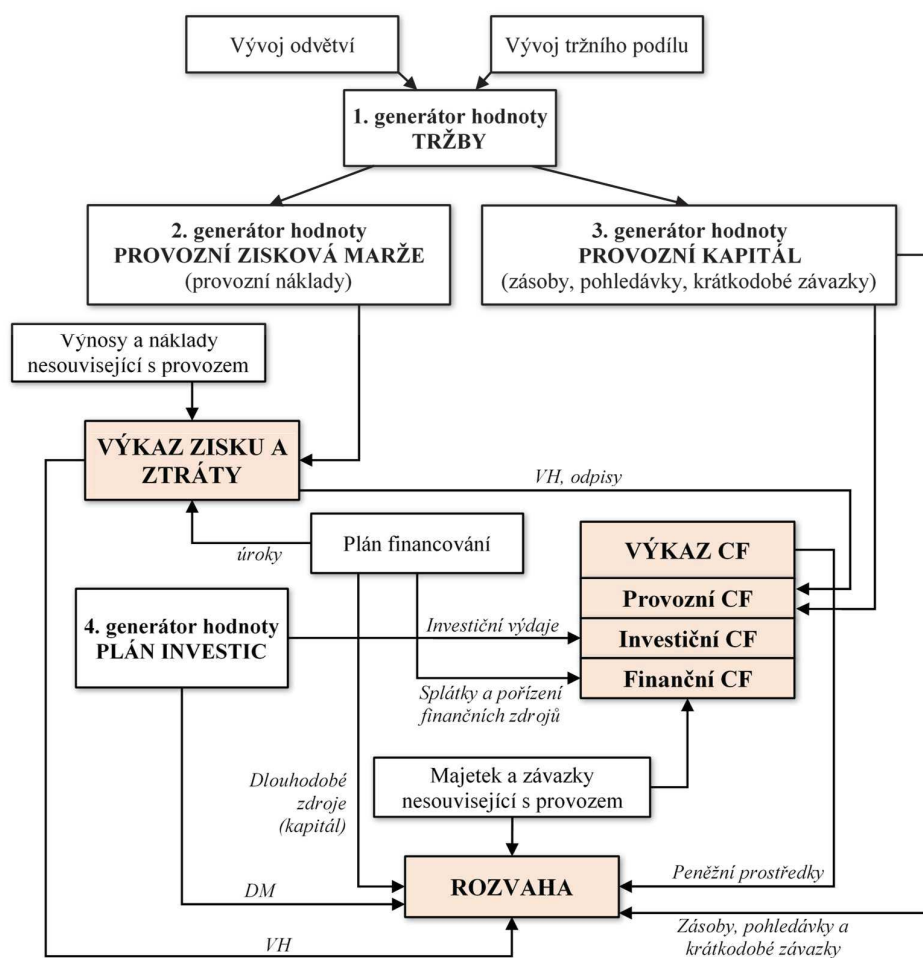 Vývoj odvětví
Vývoj tržního podílu
1. generátor hodnoty
TRŽBY
2. generátor hodnoty
PROVOZNÍ ZISKOVÁ MARŽE
(provozní náklady)
3. generátor hodnoty
PROVOZNÍ KAPITÁL
(zásoby, pohledávky, krátkodobé závazky)
Výnosy a náklady
nesouvisející s provozem
VÝKAZ ZISKU A
ZTRÁTY
VH, odpisy
úroky
Plán financování
VÝKAZ CF
Provozní CF
Investiční CF
Finanční CF
4. generátor hodnoty
PLÁN INVESTIC
Investiční výdaje
Splátky a pořízení
finančních zdrojů
Dlouhodobé
zdroje
(kapitál)
Majetek a závazky
nesouvisející s provozem
ROZVAHA
Peněžní prostředky
DM
VH
Zásoby, pohledávky a
krátkodobé závazky